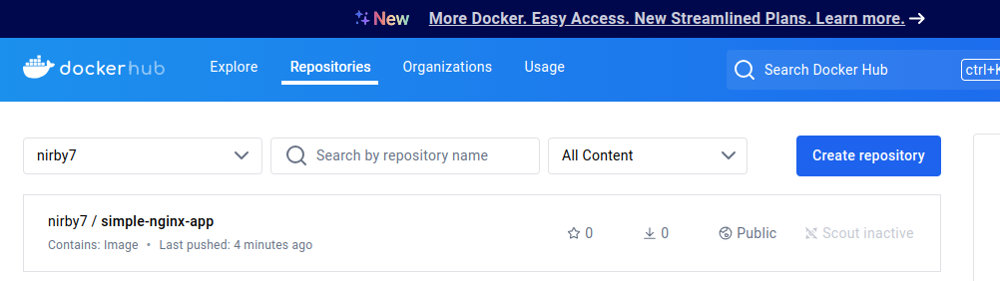 New More Docker. Easy Access. New Streamlined Plans. Learn more.
dockerhub Explore Repositories Organizations Usage Search Docker Hub ctrl+K
nirby7 Search by repository name All Content Create repository
nirby7 / simple-nginx-app
Contains: Image • Last pushed: 4 minutes ago
0 0 Public Scout inactive